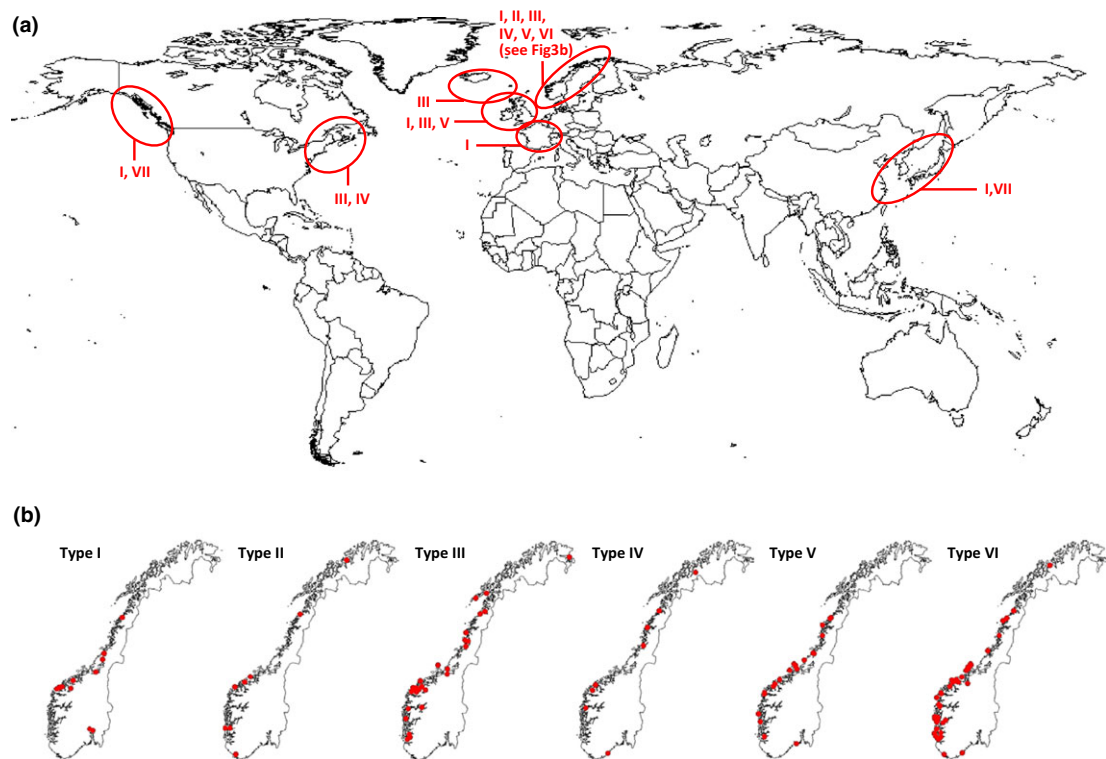 (a)
I, II, III,
IV, V, VI
(see Fig3b)
III
I, III, V
I
I, VII
III, IV
I,VII
(b)
Type I
Type II
Type III
Type IV
Type V
Type VI